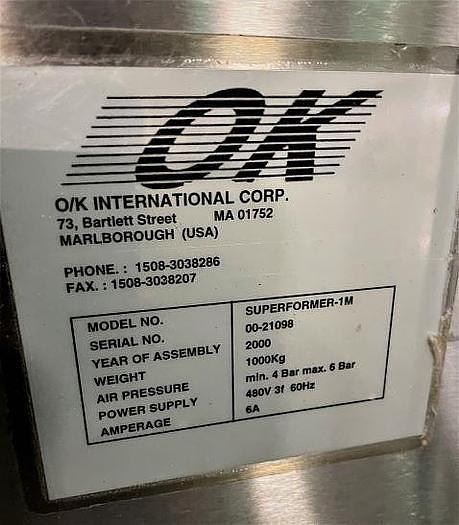 OK
O/K INTERNATIONAL CORP.
73, Bartlett Street MA 01752
MARLBOROUGH (USA)
PHONE. : 1508-3038286
FAX. : 1508-3038207
MODEL NO. SUPERFORMER-1M
SERIAL NO. 00-21098
YEAR OF ASSEMBLY 2000
WEIGHT 1000Kg
AIR PRESSURE min. 4 Bar max. 6 Bar
POWER SUPPLY 480V 3f 60Hz
AMPERAGE 6A